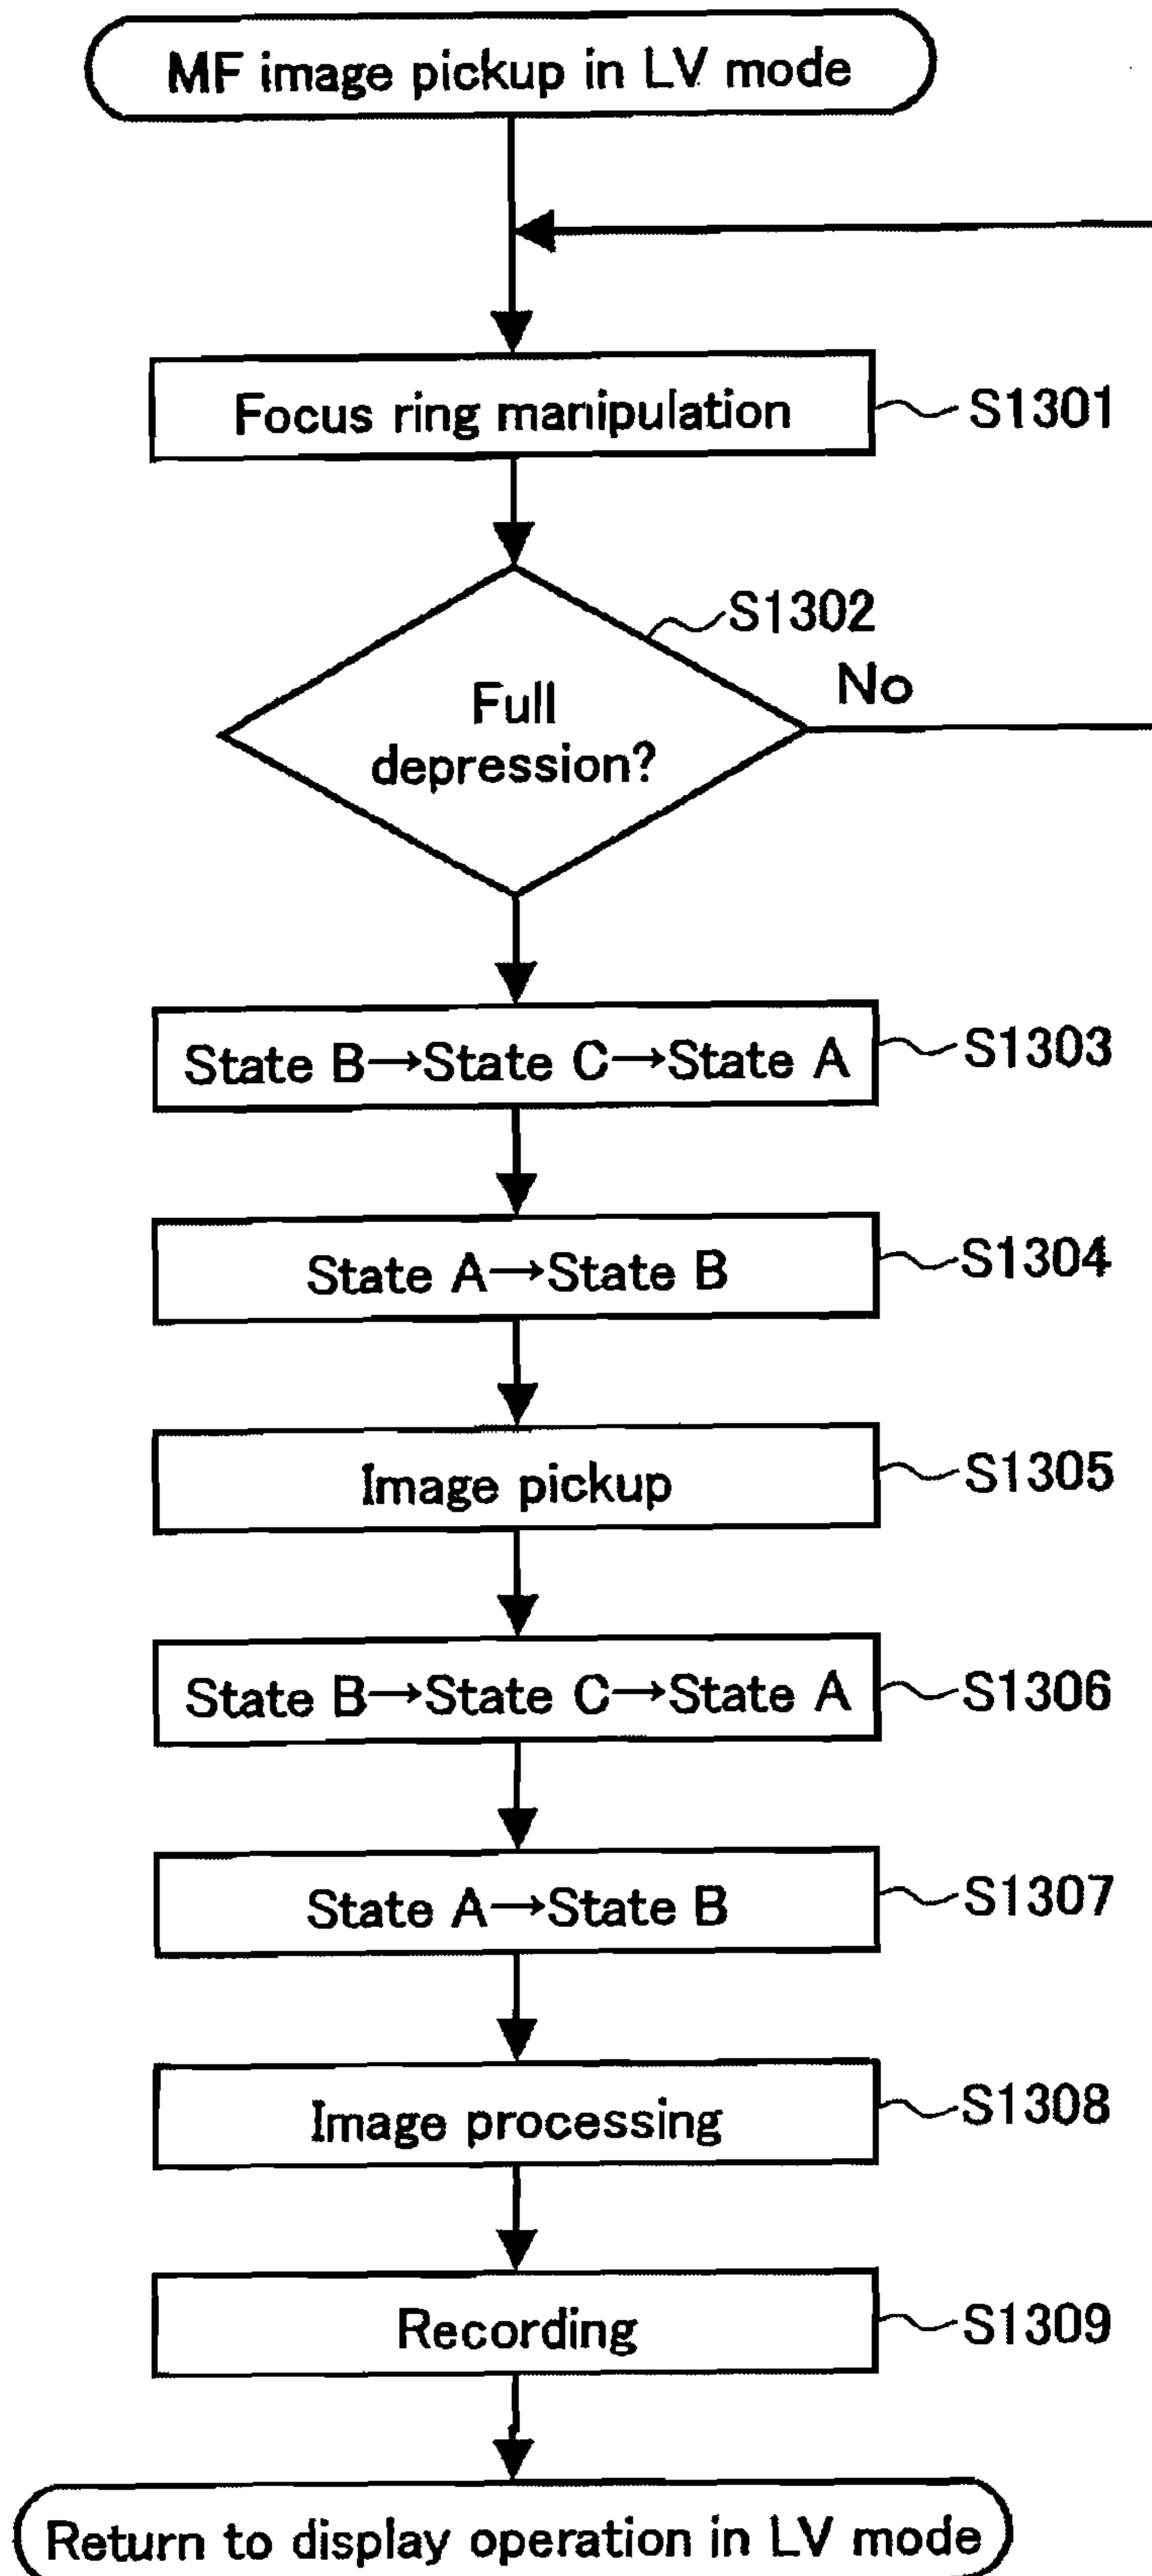 MF image pickup in LV mode
Focus ring manipulation
S1301
S1302
Full
depression?
No
State B→State C→State A
S1303
State A→State B
S1304
Image pickup
S1305
State B→State C→State A
S1306
State A→State B
S1307
Image processing
S1308
Recording
S1309
Return to display operation in LV mode